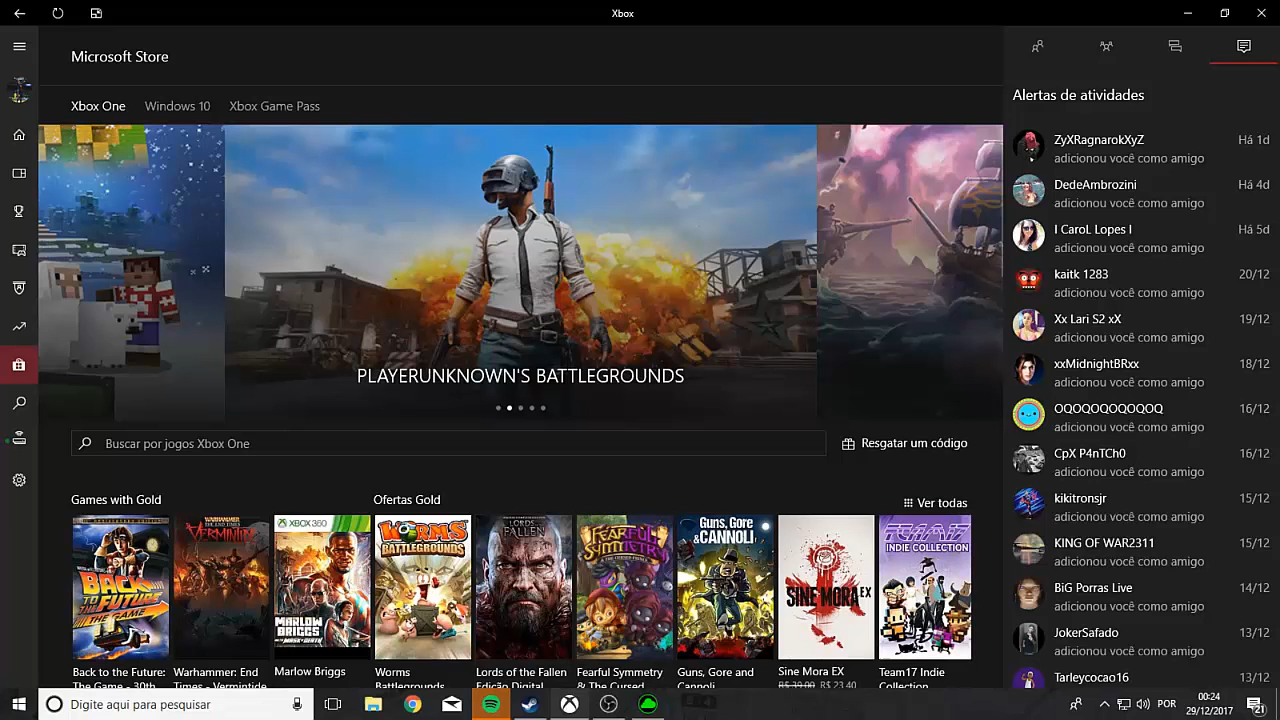 Xbox
Microsoft Store
Xbox One
Windows 10
Xbox Game Pass
PLAYERUNKNOWN'S BATTLEGROUNDS
Buscar por jogos Xbox One
Resgatar um código
Games with Gold
Ofertas Gold
Ver todas
BACK TO THE FUTURE
THE GAME
WARHAMMER
THE END TIMES
VERMINTIDE
XBOX 360
MARLOW BRIGGS
WORMS
BATTLEGROUNDS
LORDS
OF THE
FALLEN
FEARFUL SYMMETRY
Guns, Gore
& CANNOLI
SINE MORA EX
TEAM17
INDIE COLLECTION
Back to the Future:
The Game - 30th
Warhammer: End
Times - Vermintide
Marlow Briggs
Worms
Battlegrounds
Lords of the Fallen
Edição Digital
Fearful Symmetry
& The Cursed
Guns, Gore and
Cannoli
Sine Mora EX
R$ 39,00 R$ 23,40
Team17 Indie
Collection
Alertas de atividades
ZyXRagnarokXyZ Há 1d
adicionou você como amigo
DedeAmbrozini Há 4d
adicionou você como amigo
I CaroL Lopes I Há 5d
adicionou você como amigo
kaitk 1283 20/12
adicionou você como amigo
Xx Lari S2 xX 19/12
adicionou você como amigo
xxMidnightBRxx 18/12
adicionou você como amigo
OQOQOQOQOQOQ 16/12
adicionou você como amigo
CpX P4nTCh0 16/12
adicionou você como amigo
kikitronsjr 15/12
adicionou você como amigo
KING OF WAR2311 15/12
adicionou você como amigo
BiG Porras Live 14/12
adicionou você como amigo
JokerSafado 13/12
adicionou você como amigo
Tarleycocao16 13/12
Digite aqui para pesquisar
POR
00:24
29/12/2017